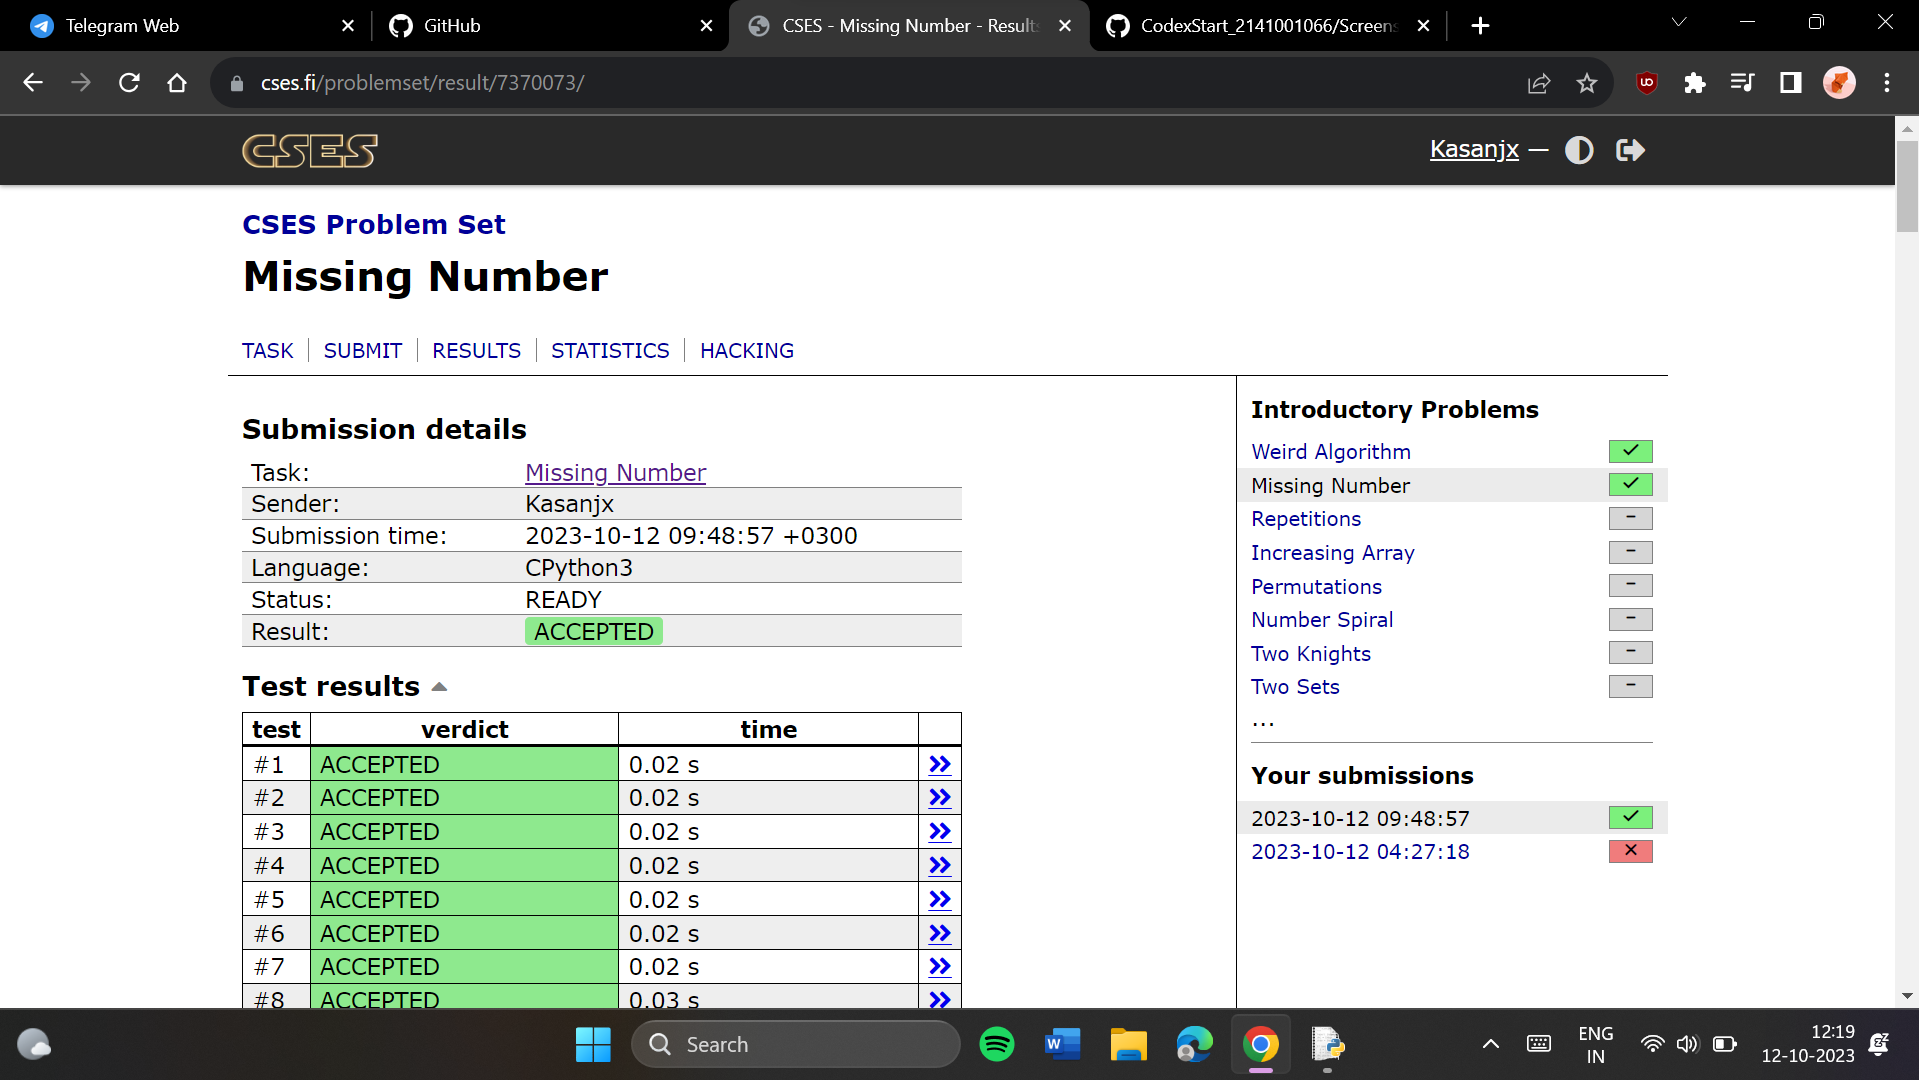 Telegram Web
GitHub
CSES - Missing Number - Results
CodexStart_2141001066/Screens
cses.fi/problemset/result/7370073/
CSES
Kasanjx —
CSES Problem Set
Missing Number
TASK
SUBMIT
RESULTS
STATISTICS
HACKING
Submission details
Task: Missing Number
Sender: Kasanjx
Submission time: 2023-10-12 09:48:57 +0300
Language: CPython3
Status: READY
Result: ACCEPTED
Test results
test verdict time
#1 ACCEPTED 0.02 s
#2 ACCEPTED 0.02 s
#3 ACCEPTED 0.02 s
#4 ACCEPTED 0.02 s
#5 ACCEPTED 0.02 s
#6 ACCEPTED 0.02 s
#7 ACCEPTED 0.02 s
#8 ACCEPTED 0.03 s
Introductory Problems
Weird Algorithm
Missing Number
Repetitions –
Increasing Array –
Permutations –
Number Spiral –
Two Knights –
Two Sets –
...
Your submissions
2023-10-12 09:48:57
2023-10-12 04:27:18
Search
W
ENG
IN
12:19
12-10-2023